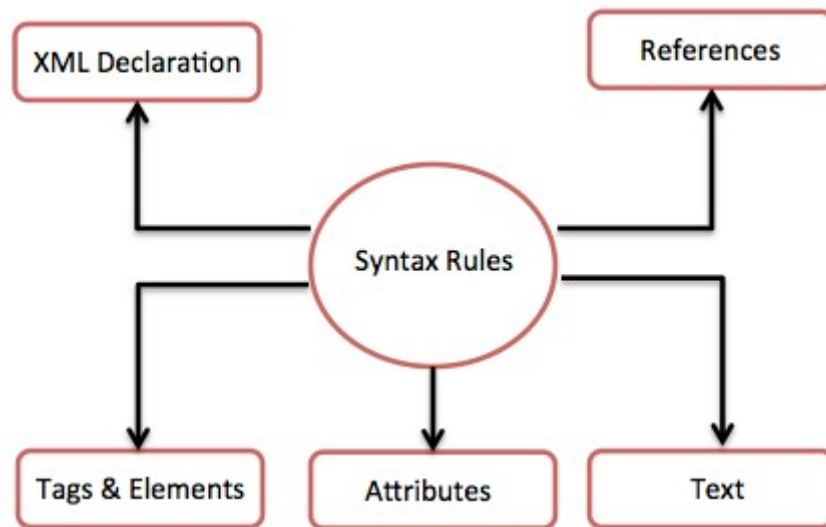 XML Declaration
References
Syntax Rules
Tags & Elements
Attributes
Text